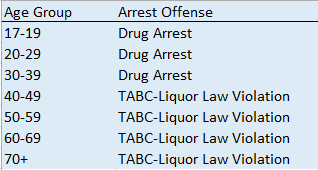 Age Group Arrest Offense
17-19 Drug Arrest
20-29 Drug Arrest
30-39 Drug Arrest
40-49 TABC-Liquor Law Violation
50-59 TABC-Liquor Law Violation
60-69 TABC-Liquor Law Violation
70+ TABC-Liquor Law Violation